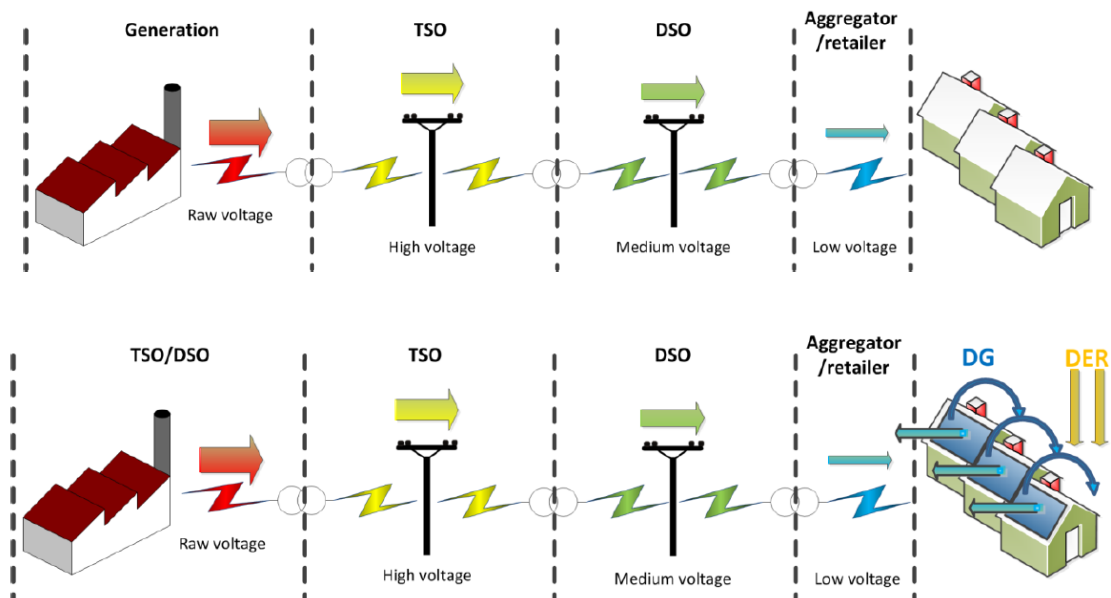 Generation
TSO
DSO
Aggregator
/retailer
Raw voltage
High voltage
Medium voltage
Low voltage
TSO/DSO
TSO
DSO
Aggregator
/retailer
DG
DER
Raw voltage
High voltage
Medium voltage
Low voltage